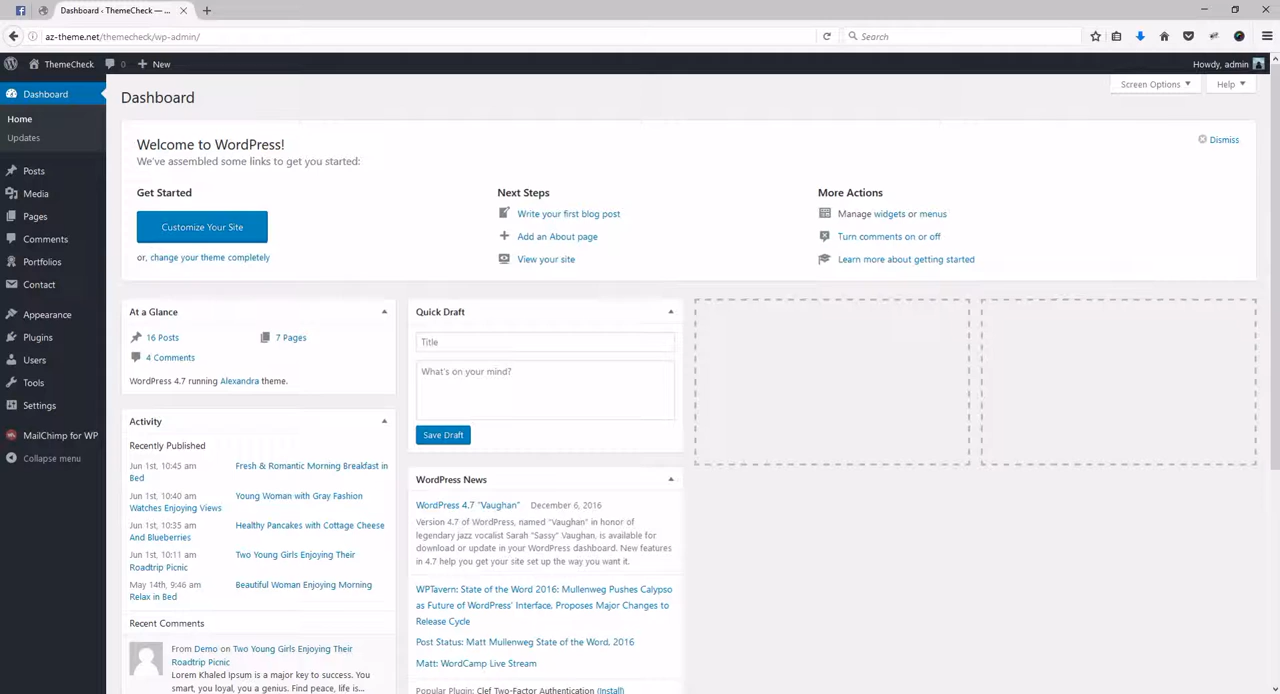 Dashboard ‹ ThemeCheck — ...
az-theme.net/themecheck/wp-admin/
Search
ThemeCheck
0
New
Howdy, admin
Dashboard
Home
Updates
Posts
Media
Pages
Comments
Portfolios
Contact
Appearance
Plugins
Users
Tools
Settings
MailChimp for WP
Collapse menu
Dashboard
Screen Options
Help
Welcome to WordPress!
We've assembled some links to get you started:
Dismiss
Get Started
Customize Your Site
or, change your theme completely
Next Steps
Write your first blog post
Add an About page
View your site
More Actions
Manage widgets or menus
Turn comments on or off
Learn more about getting started
At a Glance
16 Posts
7 Pages
4 Comments
WordPress 4.7 running Alexandra theme.
Activity
Recently Published
Jun 1st, 10:45 am Fresh & Romantic Morning Breakfast in
Bed
Jun 1st, 10:40 am Young Woman with Gray Fashion
Watches Enjoying Views
Jun 1st, 10:35 am Healthy Pancakes with Cottage Cheese
And Blueberries
Jun 1st, 10:11 am Two Young Girls Enjoying Their
Roadtrip Picnic
May 14th, 9:46 am Beautiful Woman Enjoying Morning
Relax in Bed
Recent Comments
From Demo on Two Young Girls Enjoying Their
Roadtrip Picnic
Lorem Khaled Ipsum is a major key to success. You
smart, you loyal, you a genius. Find peace, life is...
Quick Draft
Title
What's on your mind?
Save Draft
WordPress News
WordPress 4.7 "Vaughan" December 6, 2016
Version 4.7 of WordPress, named "Vaughan" in honor of
legendary jazz vocalist Sarah "Sassy" Vaughan, is available for
download or update in your WordPress dashboard. New features
in 4.7 help you get your site set up the way you want it.
WPTavern: State of the Word 2016: Mullenweg Pushes Calypso
as Future of WordPress' Interface, Proposes Major Changes to
Release Cycle
Post Status: Matt Mullenweg State of the Word, 2016
Matt: WordCamp Live Stream
Popular Plugin: Clef Two-Factor Authentication (Install)